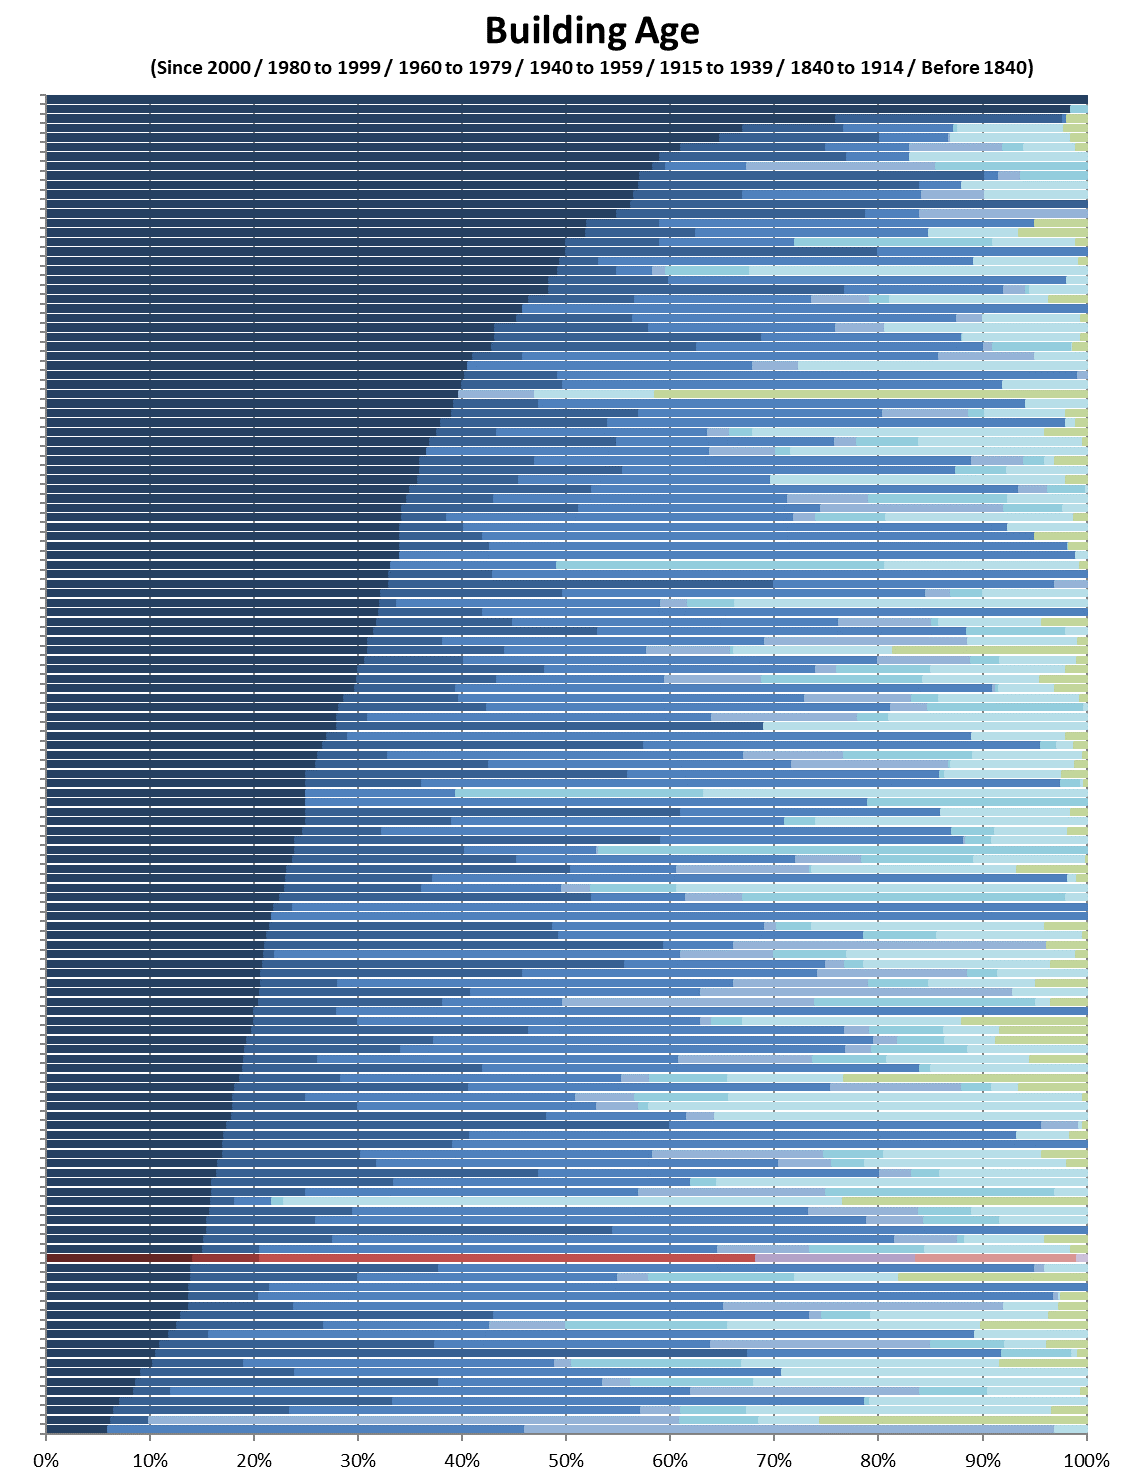 Building Age
(Since 2000 / 1980 to 1999 / 1960 to 1979 / 1940 to 1959 / 1915 to 1939 / 1840 to 1914 / Before 1840)
0% 10% 20% 30% 40% 50% 60% 70% 80% 90% 100%